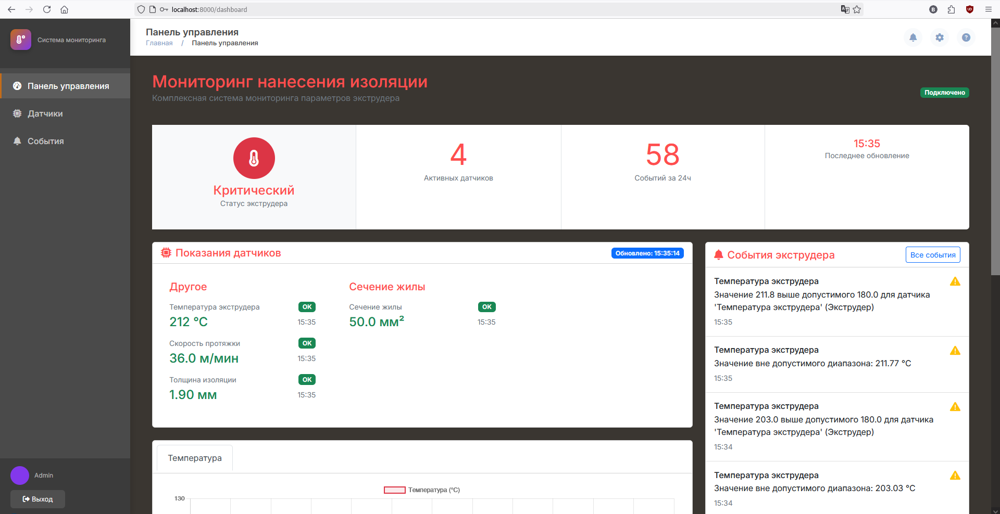 localhost:8000/dashboard
Система мониторинга
Панель управления
Датчики
События
Admin
Выход
Панель управления
Главная / Панель управления
Мониторинг нанесения изоляции
Комплексная система мониторинга параметров экструдера
Подключено
Критический
Статус экструдера
4
Активных датчиков
58
Событий за 24ч
15:35
Последнее обновление
Показания датчиков
Обновлено: 15:35:14
Другое
Температура экструдера OK
212 °C 15:35
Скорость протяжки OK
36.0 м/мин 15:35
Толщина изоляции OK
1.90 мм 15:35
Сечение жилы
Сечение жилы OK
50.0 мм² 15:35
Температура
Температура (°C)
130
События экструдера
Все события
Температура экструдера
Значение 211.8 выше допустимого 180.0 для датчика
'Температура экструдера' (Экструдер)
15:35
Температура экструдера
Значение вне допустимого диапазона: 211.77 °C
15:35
Температура экструдера
Значение 203.0 выше допустимого 180.0 для датчика
'Температура экструдера' (Экструдер)
15:34
Температура экструдера
Значение вне допустимого диапазона: 203.03 °C
15:34